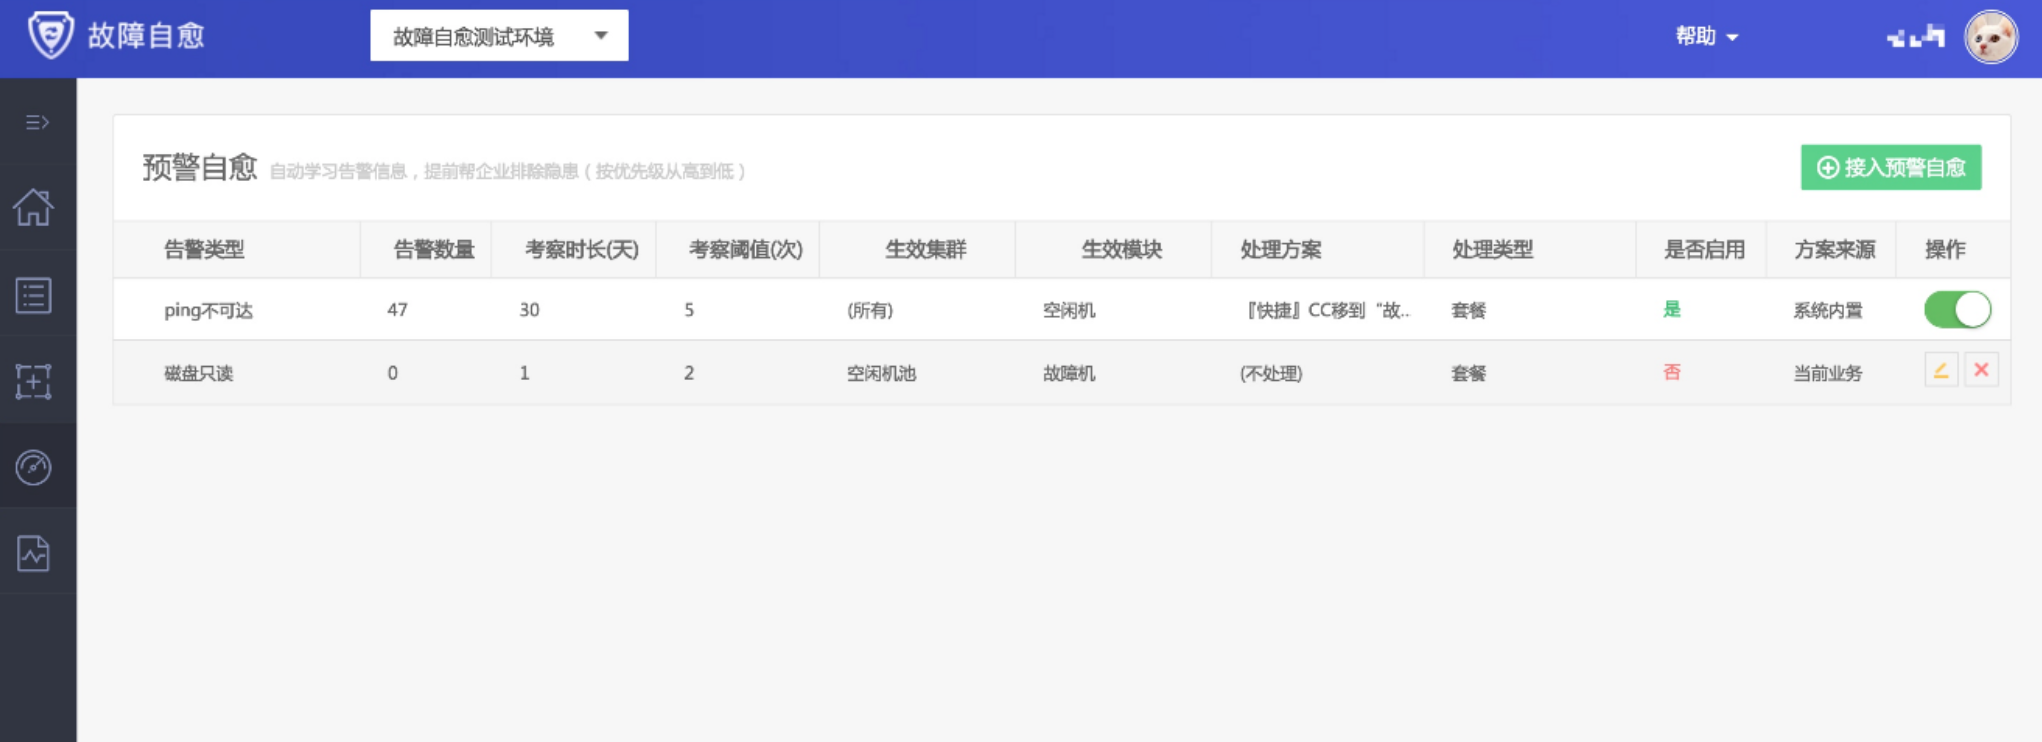 故障自愈 故障自愈测试环境 帮助
预警自愈 自动学习告警信息，提前帮企业排除隐患（按优先级从高到低） 接入预警自愈
告警类型 告警数量 考察时长(天) 考察阈值(次) 生效集群 生效模块 处理方案 处理类型 是否启用 方案来源 操作
ping不可达 47 30 5 (所有) 空闲机 『快捷』CC移到“故... 套餐 是 系统内置
磁盘只读 0 1 2 空闲机池 故障机 (不处理) 套餐 否 当前业务